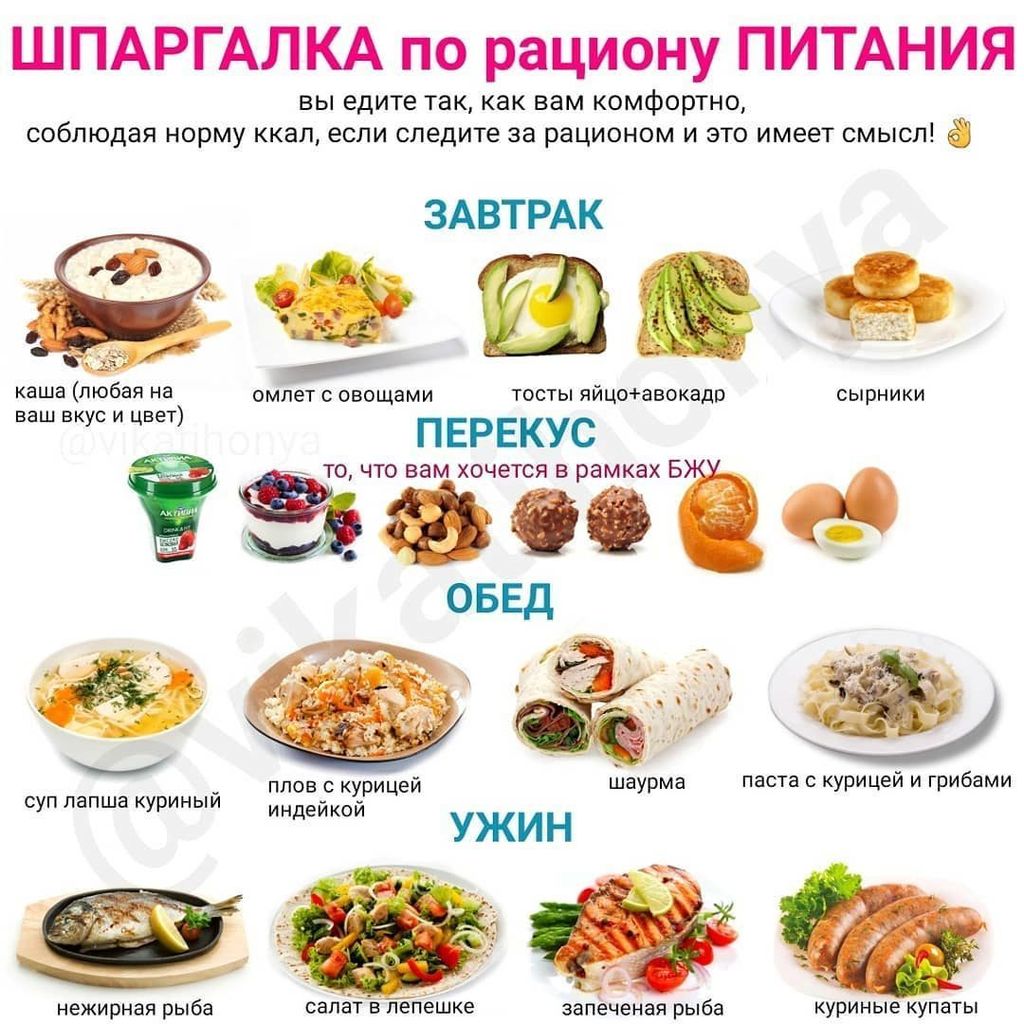 ШПАРГАЛКА по рациону ПИТАНИЯ
вы едите так, как вам комфортно,
соблюдая норму ккал, если следите за рационом и это имеет смысл! 👌
ЗАВТРАК
каша (любая на
ваш вкус и цвет)
омлет с овощами
тосты яйцо+авокадр
сырники
@vikatihonya
ПЕРЕКУС
то, что вам хочется в рамках БЖУ
АКТИВИА
АКТИВИА
ОБЕД
суп лапша куриный
плов с курицей
индейкой
шаурма
паста с курицей и грибами
УЖИН
нежирная рыба
салат в лепешке
запеченая рыба
куриные купаты
@vikatihonya